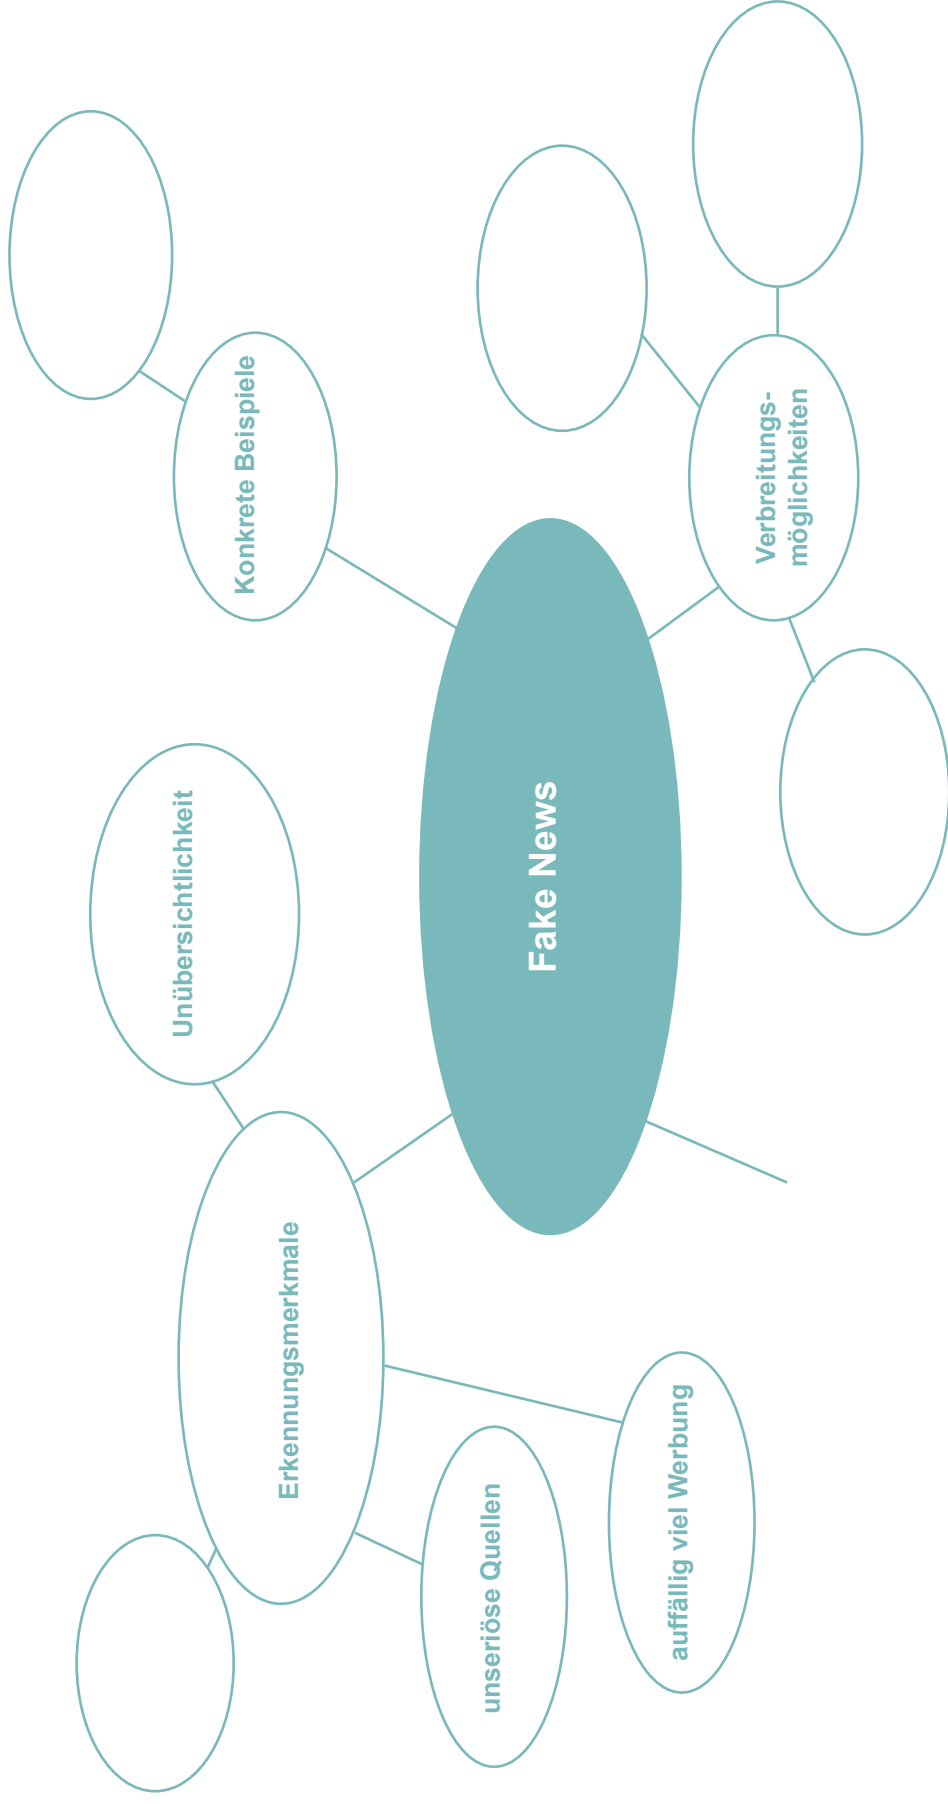 Unübersichtlichkeit
Konkrete Beispiele
Erkennungsmerkmale
unseriöse Quellen
Fake News
auffällig viel Werbung
Verbreitungs-
möglichkeiten